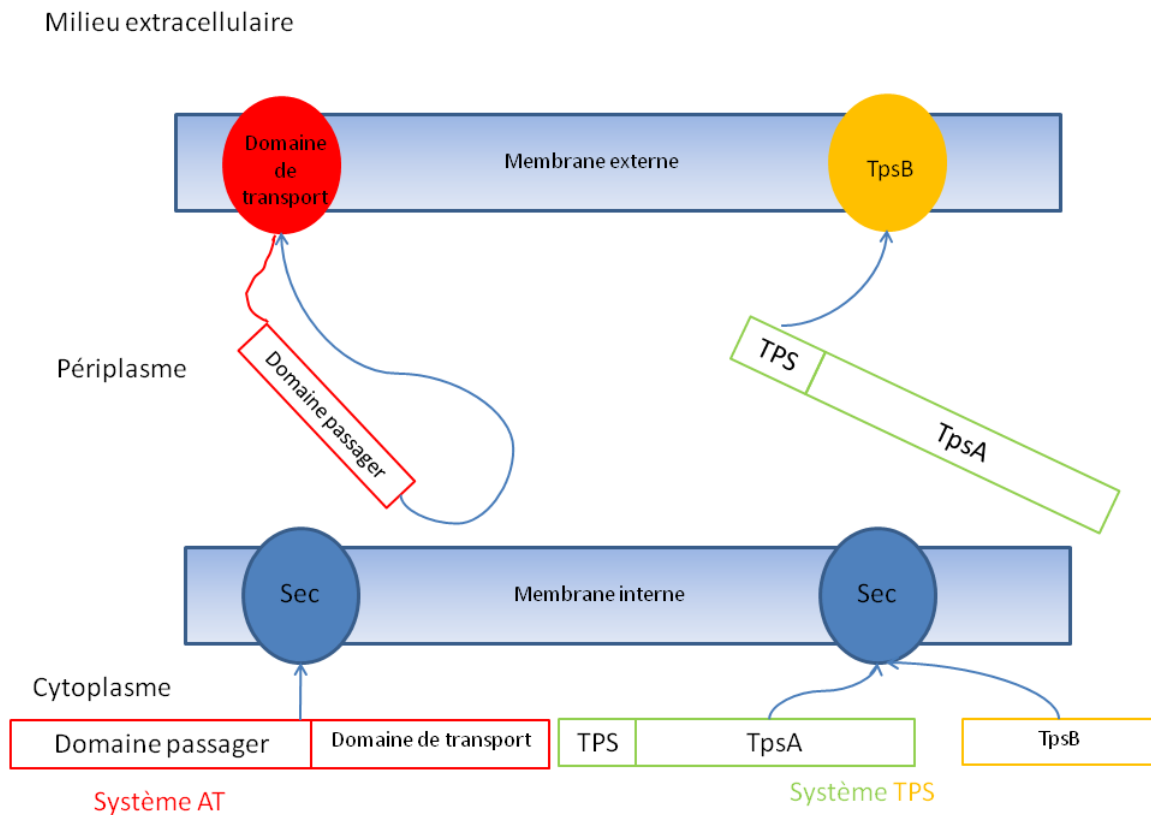 Milieu extracellulaire
Domaine
de
transport
Membrane externe
TpsB
Périplasme
Domaine passager
TPS
TpsA
Sec
Membrane interne
Sec
Cytoplasme
Domaine passager
Domaine de transport
TPS
TpsA
TpsB
Système AT
Système TPS